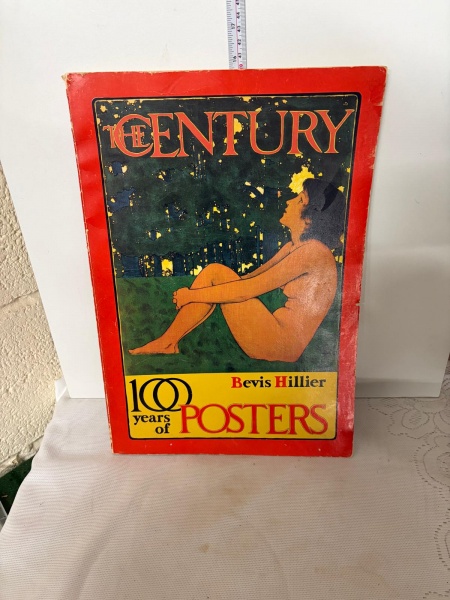 THE CENTURY
Bevis Hillier
100
years
of
POSTERS